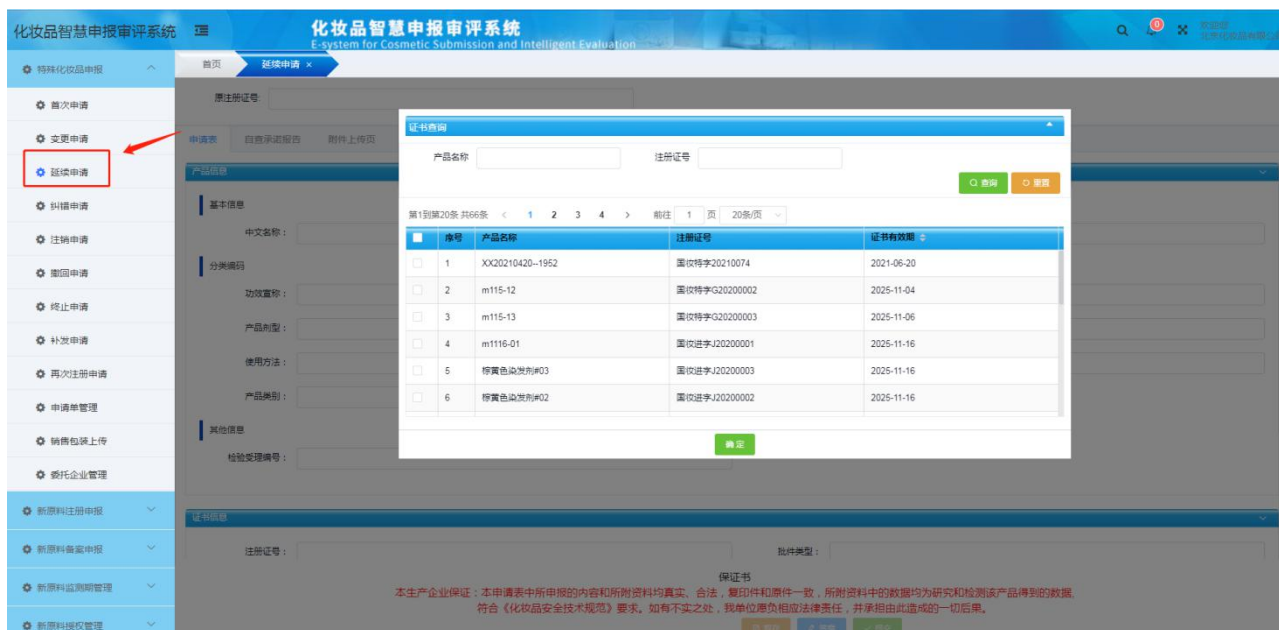 化妆品智慧申报审评系统
化妆品智慧申报审评系统
E-system for Cosmetic Submission and Intelligent Evaluation
0
特殊化妆品申报
首页
延续申请 ×
首次申请
变更申请
延续申请
纠错申请
注销申请
撤回申请
终止申请
补发申请
再次注册申请
申请单管理
销售包装上传
委托企业管理
新原料注册申报
新原料备案申报
新原料监测期管理
新原料授权管理
原注册证号:
申请表 自查承诺报告 附件上传页
产品信息
基本信息
中文名称：
分类编码
功效宣称：
产品剂型：
使用方法：
产品类别：
其他信息
检验受理编号：
证书查询
产品名称 注册证号
查询 重置
第1到第20条 共66条 < 1 2 3 4 > 前往 1 页 20条/页
序号 产品名称 注册证号 证书有效期
1 XX20210420--1952 国妆特字20210074 2021-06-20
2 m115-12 国妆特字G20200002 2025-11-04
3 m115-13 国妆特字G20200003 2025-11-06
4 m1116-01 国妆进字J20200001 2025-11-16
5 棕黄色染发剂#03 国妆进字J20200003 2025-11-16
6 棕黄色染发剂#02 国妆进字J20200002 2025-11-16
确定
证书信息
注册证号： 批件类型：
保证书
本生产企业保证：本申请表中所申报的内容和所附资料均真实、合法，复印件和原件一致，所附资料中的数据均为研究和检测该产品得到的数据,
符合《化妆品安全技术规范》要求。如有不实之处，我单位愿负相应法律责任，并承担由此造成的一切后果。